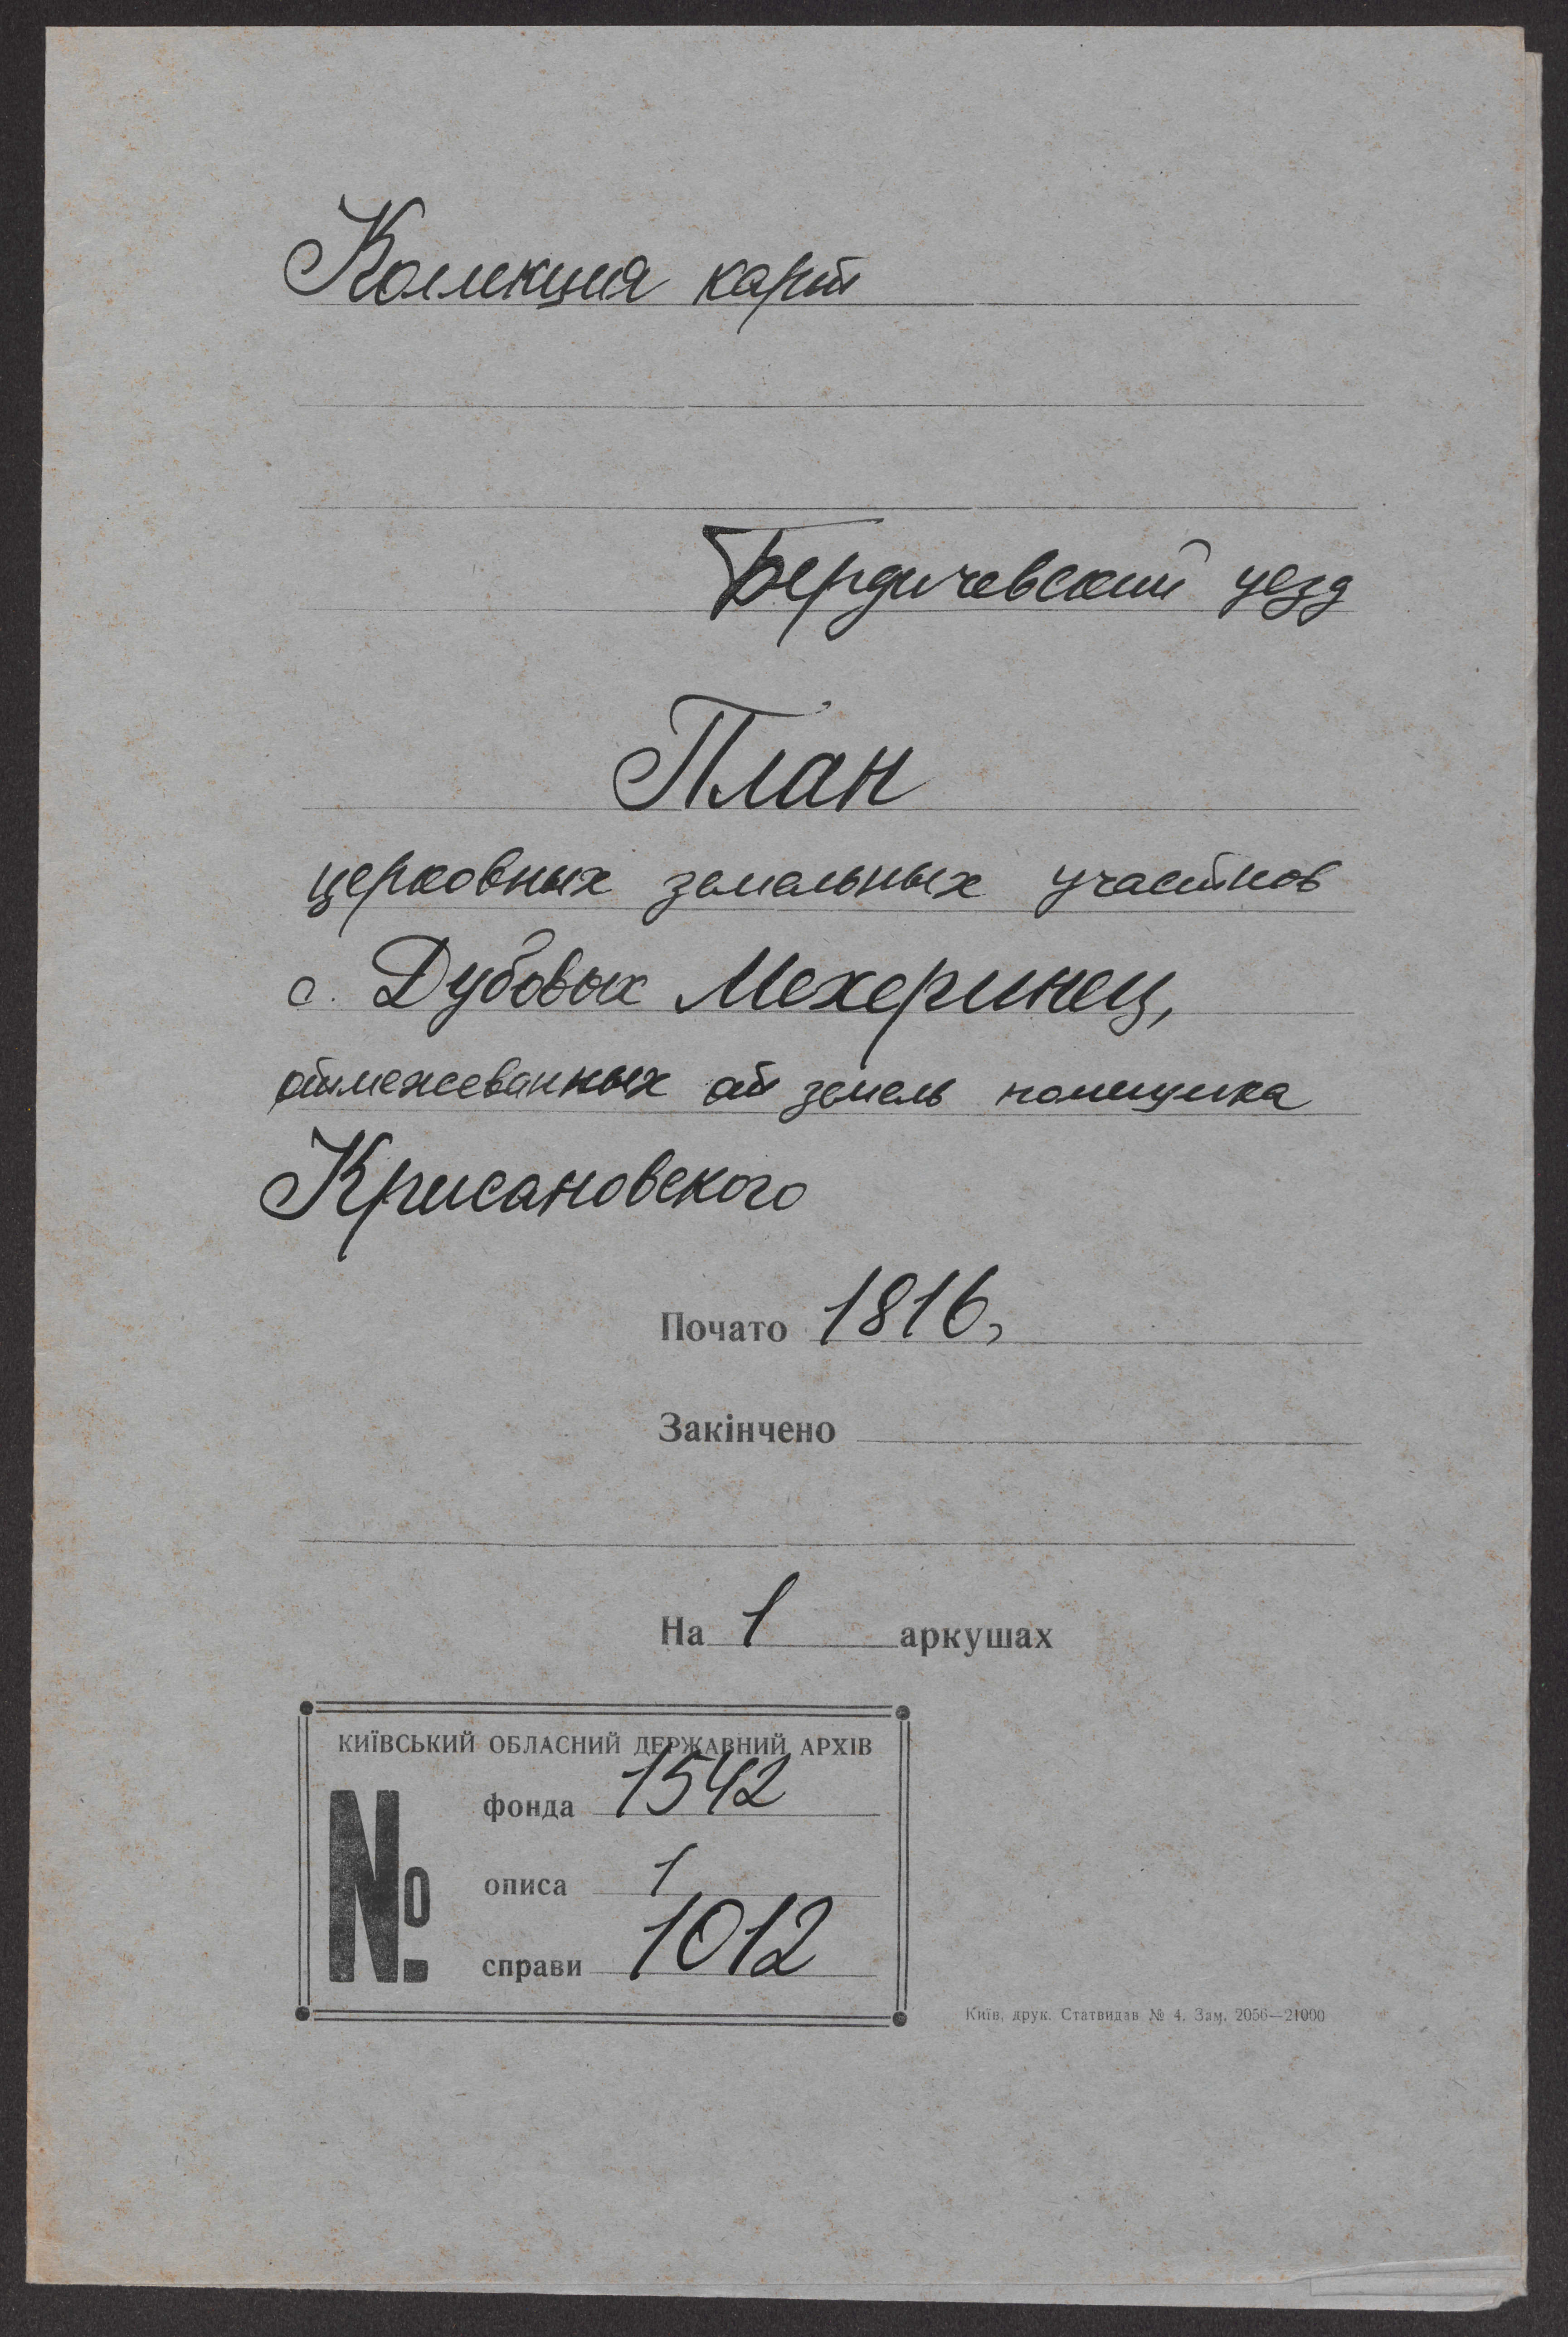 Колекция карт
Бердичевский уезд
План
церковных земельных участков
с. Дубовых Мехеринец,
отмежеванных от земель помещика
Крисановского
Почато 1816,
Закінчено
На 1 аркушах
КИЇВСЬКИЙ ОБЛАСНИЙ ДЕРЖАВНИЙ АРХІВ
№
фонда 1542
описа 1
справи 1012
Київ, друк. Статвидав № 4. Зам. 2056—21000